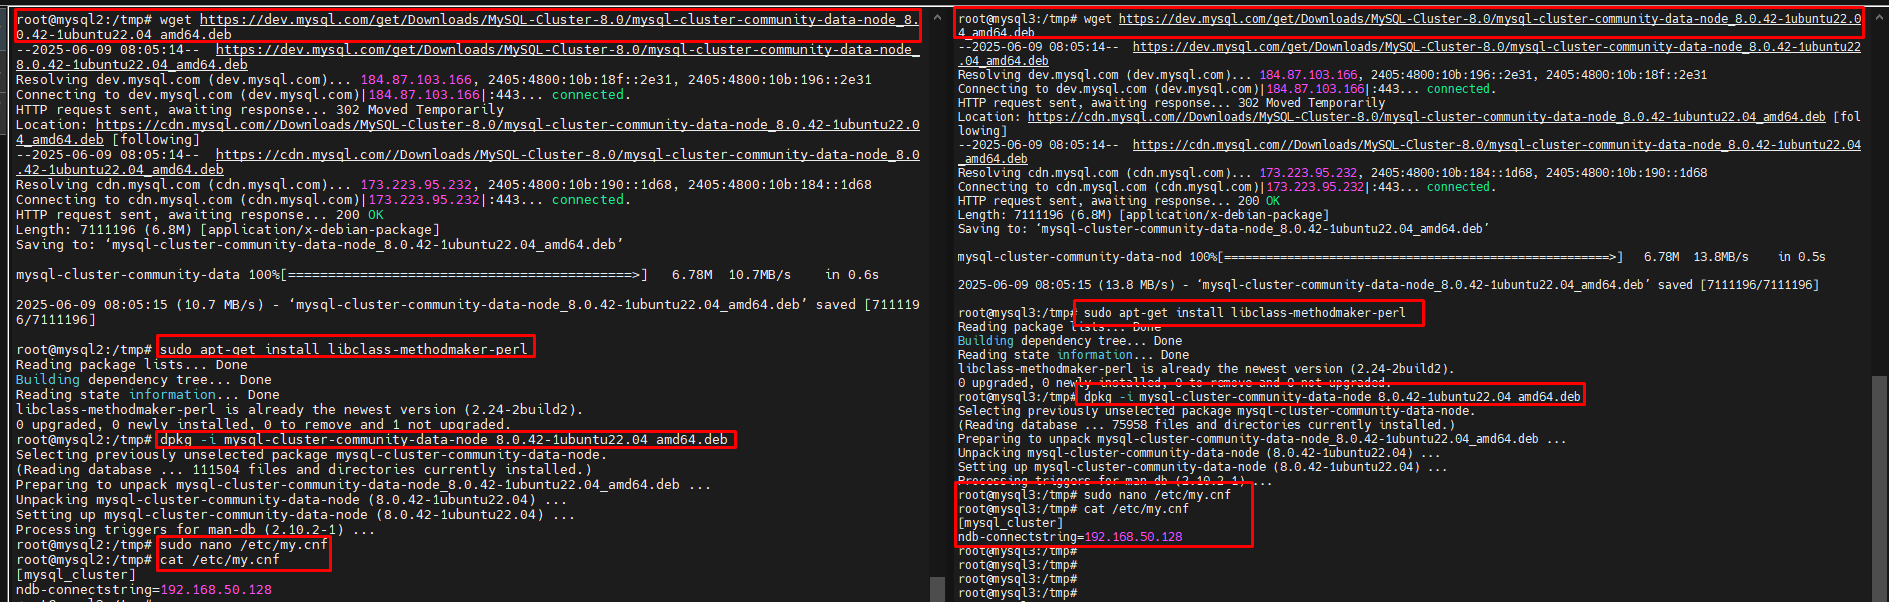 root@mysql2:/tmp# wget https://dev.mysql.com/get/Downloads/MySQL-Cluster-8.0/mysql-cluster-community-data-node_8.
0.42-1ubuntu22.04_amd64.deb
--2025-06-09 08:05:14--  https://dev.mysql.com/get/Downloads/MySQL-Cluster-8.0/mysql-cluster-community-data-node_
8.0.42-1ubuntu22.04_amd64.deb
Resolving dev.mysql.com (dev.mysql.com)... 184.87.103.166, 2405:4800:10b:18f::2e31, 2405:4800:10b:196::2e31
Connecting to dev.mysql.com (dev.mysql.com)|184.87.103.166|:443... connected.
HTTP request sent, awaiting response... 302 Moved Temporarily
Location: https://cdn.mysql.com//Downloads/MySQL-Cluster-8.0/mysql-cluster-community-data-node_8.0.42-1ubuntu22.0
4_amd64.deb [following]
--2025-06-09 08:05:14--  https://cdn.mysql.com//Downloads/MySQL-Cluster-8.0/mysql-cluster-community-data-node_8.0
.42-1ubuntu22.04_amd64.deb
Resolving cdn.mysql.com (cdn.mysql.com)... 173.223.95.232, 2405:4800:10b:190::1d68, 2405:4800:10b:184::1d68
Connecting to cdn.mysql.com (cdn.mysql.com)|173.223.95.232|:443... connected.
HTTP request sent, awaiting response... 200 OK
Length: 7111196 (6.8M) [application/x-debian-package]
Saving to: ‘mysql-cluster-community-data-node_8.0.42-1ubuntu22.04_amd64.deb’
mysql-cluster-community-data 100%[===========================================>]   6.78M  10.7MB/s    in 0.6s
2025-06-09 08:05:15 (10.7 MB/s) - ‘mysql-cluster-community-data-node_8.0.42-1ubuntu22.04_amd64.deb’ saved [711119
6/7111196]
root@mysql2:/tmp# sudo apt-get install libclass-methodmaker-perl
Reading package lists... Done
Building dependency tree... Done
Reading state information... Done
libclass-methodmaker-perl is already the newest version (2.24-2build2).
0 upgraded, 0 newly installed, 0 to remove and 1 not upgraded.
root@mysql2:/tmp# dpkg -i mysql-cluster-community-data-node_8.0.42-1ubuntu22.04_amd64.deb
Selecting previously unselected package mysql-cluster-community-data-node.
(Reading database ... 111504 files and directories currently installed.)
Preparing to unpack mysql-cluster-community-data-node_8.0.42-1ubuntu22.04_amd64.deb ...
Unpacking mysql-cluster-community-data-node (8.0.42-1ubuntu22.04) ...
Setting up mysql-cluster-community-data-node (8.0.42-1ubuntu22.04) ...
Processing triggers for man-db (2.10.2-1) ...
root@mysql2:/tmp# sudo nano /etc/my.cnf
root@mysql2:/tmp# cat /etc/my.cnf
[mysql_cluster]
ndb-connectstring=192.168.50.128
root@mysql3:/tmp# wget https://dev.mysql.com/get/Downloads/MySQL-Cluster-8.0/mysql-cluster-community-data-node_8.0.42-1ubuntu22.0
4_amd64.deb
--2025-06-09 08:05:14--  https://dev.mysql.com/get/Downloads/MySQL-Cluster-8.0/mysql-cluster-community-data-node_8.0.42-1ubuntu22
.04_amd64.deb
Resolving dev.mysql.com (dev.mysql.com)... 184.87.103.166, 2405:4800:10b:196::2e31, 2405:4800:10b:18f::2e31
Connecting to dev.mysql.com (dev.mysql.com)|184.87.103.166|:443... connected.
HTTP request sent, awaiting response... 302 Moved Temporarily
Location: https://cdn.mysql.com//Downloads/MySQL-Cluster-8.0/mysql-cluster-community-data-node_8.0.42-1ubuntu22.04_amd64.deb [fol
lowing]
--2025-06-09 08:05:14--  https://cdn.mysql.com//Downloads/MySQL-Cluster-8.0/mysql-cluster-community-data-node_8.0.42-1ubuntu22.04
_amd64.deb
Resolving cdn.mysql.com (cdn.mysql.com)... 173.223.95.232, 2405:4800:10b:184::1d68, 2405:4800:10b:190::1d68
Connecting to cdn.mysql.com (cdn.mysql.com)|173.223.95.232|:443... connected.
HTTP request sent, awaiting response... 200 OK
Length: 7111196 (6.8M) [application/x-debian-package]
Saving to: ‘mysql-cluster-community-data-node_8.0.42-1ubuntu22.04_amd64.deb’
mysql-cluster-community-data-nod 100%[=======================================================>]   6.78M  13.8MB/s    in 0.5s
2025-06-09 08:05:15 (13.8 MB/s) - ‘mysql-cluster-community-data-node_8.0.42-1ubuntu22.04_amd64.deb’ saved [7111196/7111196]
root@mysql3:/tmp# sudo apt-get install libclass-methodmaker-perl
Reading package lists... Done
Building dependency tree... Done
Reading state information... Done
libclass-methodmaker-perl is already the newest version (2.24-2build2).
0 upgraded, 0 newly installed, 0 to remove and 0 not upgraded.
root@mysql3:/tmp# dpkg -i mysql-cluster-community-data-node_8.0.42-1ubuntu22.04_amd64.deb
Selecting previously unselected package mysql-cluster-community-data-node.
(Reading database ... 75958 files and directories currently installed.)
Preparing to unpack mysql-cluster-community-data-node_8.0.42-1ubuntu22.04_amd64.deb ...
Unpacking mysql-cluster-community-data-node (8.0.42-1ubuntu22.04) ...
Setting up mysql-cluster-community-data-node (8.0.42-1ubuntu22.04) ...
Processing triggers for man-db (2.10.2-1) ...
root@mysql3:/tmp# sudo nano /etc/my.cnf
root@mysql3:/tmp# cat /etc/my.cnf
[mysql_cluster]
ndb-connectstring=192.168.50.128
root@mysql3:/tmp#
root@mysql3:/tmp#
root@mysql3:/tmp#
root@mysql3:/tmp#